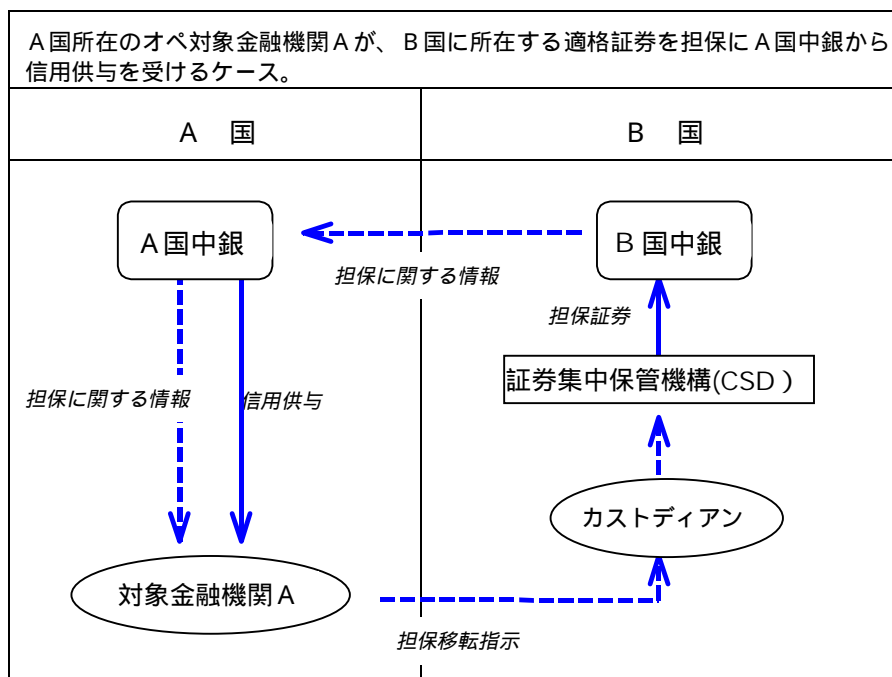 A国所在のオペ対象金融機関Aが、B国に所在する適格証券を担保にA国中銀から
信用供与を受けるケース。
A 国
B 国
A国中銀
B国中銀
担保に関する情報
担保証券
証券集中保管機構(CSD)
担保に関する情報
信用供与
カストディアン
対象金融機関A
担保移転指示